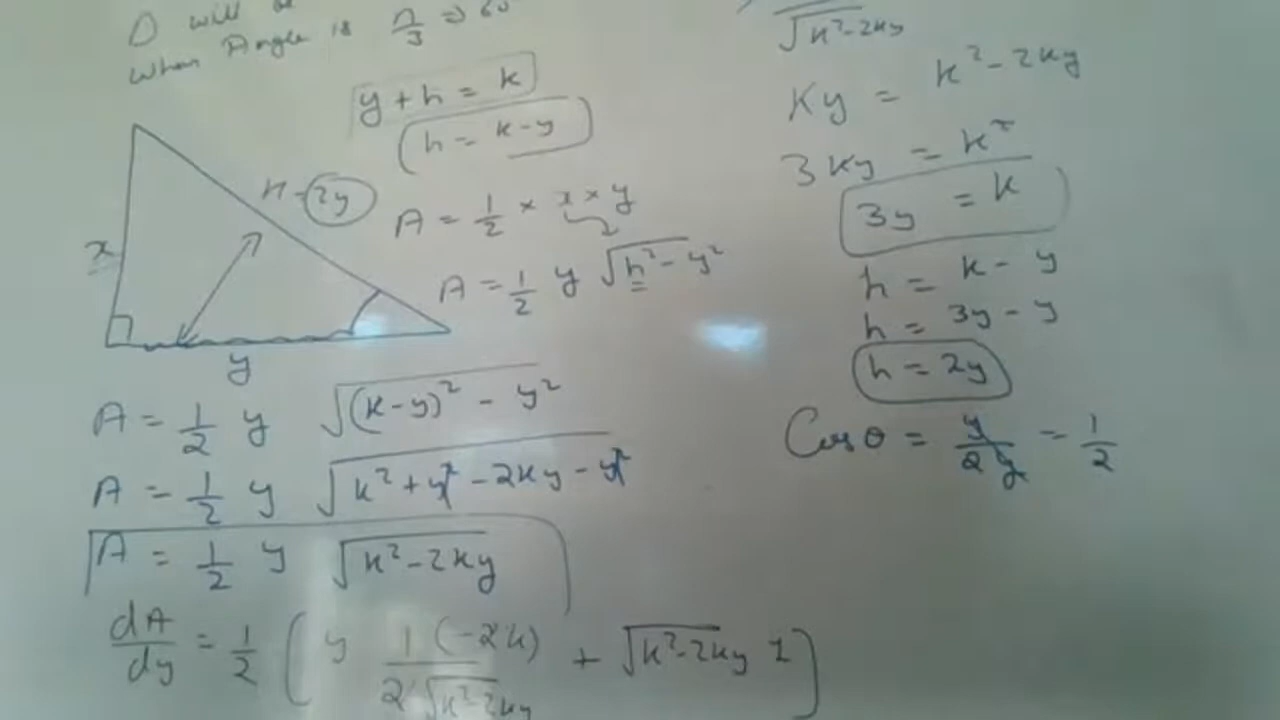 Δ will
When Angle is π/3 ⇒ 60
y + h = k
h = k-y
h = 2y
x
y
A = 1/2 × x × y
A = 1/2 y √(h²-y²)
A = 1/2 y √((k-y)² - y²)
A = 1/2 y √(k²+y²-2ky-y²)
A = 1/2 y √(k²-2ky)
dA/dy = 1/2 ( y 1(-2k)/2√(k²-2ky) + √(k²-2ky) 1 )
√(k²-2ky)
Ky = k²-2ky
3Ky = k²
3y = k
h = k - y
h = 3y - y
h = 2y
Cos θ = y/2y = 1/2